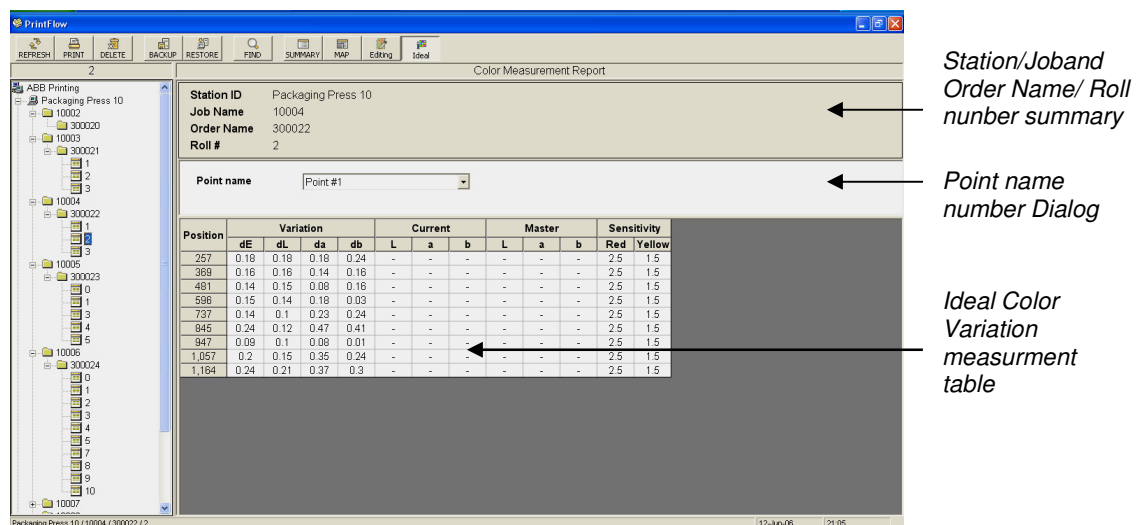 PrintFlow
REFRESH PRINT DELETE BACKUP RESTORE FIND SUMMARY MAP Editing Ideal
2
Color Measurement Report
ABB Printing
Packaging Press 10
10002
300020
10003
300021
1
2
3
10004
300022
1
2
3
10005
300023
0
1
3
4
5
10006
300024
0
1
2
3
4
5
7
8
9
10
10007
Station ID Packaging Press 10
Job Name 10004
Order Name 300022
Roll # 2
Point name Point #1
Position Variation Current Master Sensitivity
dE dL da db L a b L a b Red Yellow
257 0.18 0.18 0.18 0.24 - - - - - - 2.5 1.5
369 0.16 0.16 0.14 0.16 - - - - - - 2.5 1.5
481 0.14 0.15 0.08 0.16 - - - - - - 2.5 1.5
596 0.15 0.14 0.18 0.03 - - - - - - 2.5 1.5
737 0.14 0.1 0.23 0.24 - - - - - - 2.5 1.5
845 0.24 0.12 0.47 0.41 - - - - - - 2.5 1.5
947 0.09 0.1 0.08 0.01 - - - - - - 2.5 1.5
1,057 0.2 0.15 0.35 0.24 - - - - - - 2.5 1.5
1,164 0.24 0.21 0.37 0.3 - - - - - - 2.5 1.5
Packaging Press 10 / 10004 / 300022 / 2
12-Jun-06 21:05
Station/Joband
Order Name/ Roll
nunber summary
Point name
number Dialog
Ideal Color
Variation
measurment
table